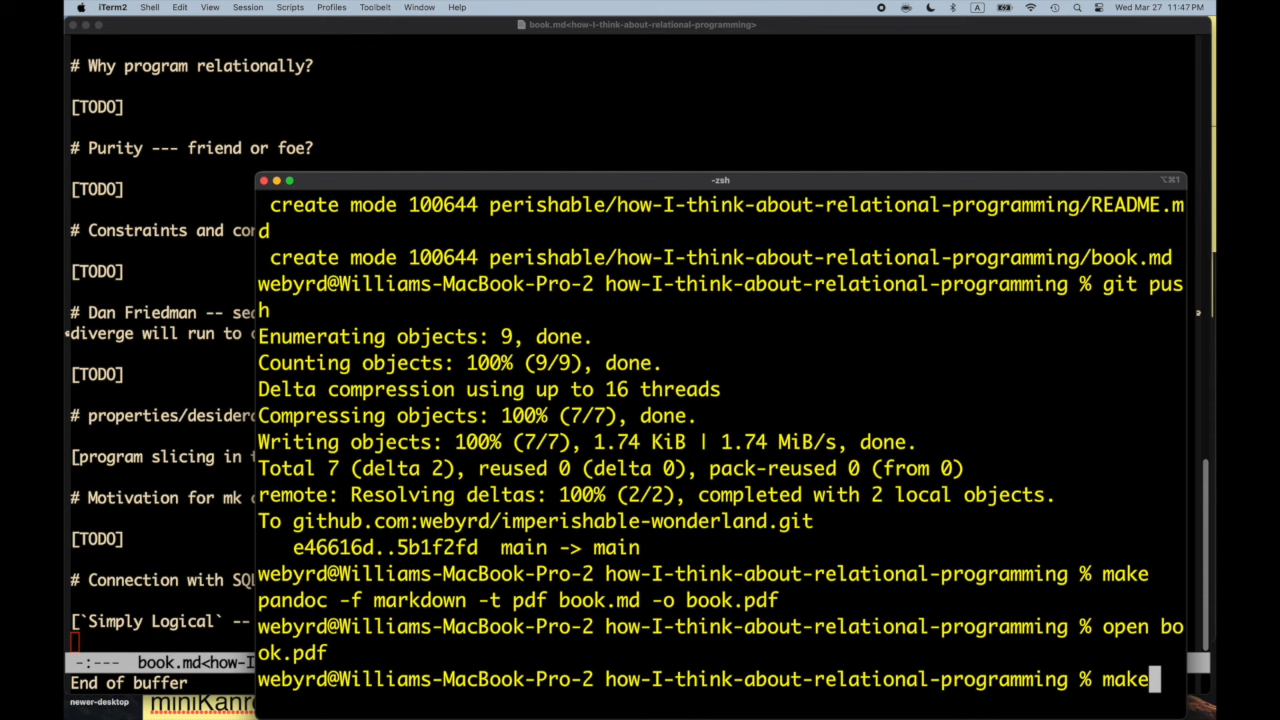 iTerm2 Shell Edit View Session Scripts Profiles Toolbelt Window Help A Wed Mar 27 11:47 PM
book.md<how-I-think-about-relational-programming>
# Why program relationally?
[TODO]
# Purity --- friend or foe?
[TODO]
# Constraints and
[TODO]
# Dan Friedman --
diverge will run to
[TODO]
#
[program slicing in
# Motivation for mk
[TODO]
# Connection with SQL
[`Simply Logical` --
-:--- book.md<how-I
End of buffer
newer-desktop
-zsh ⌥⌘1
create mode 100644 perishable/how-I-think-about-relational-programming/README.m
d
create mode 100644 perishable/how-I-think-about-relational-programming/book.md
webyrd@Williams-MacBook-Pro-2 how-I-think-about-relational-programming % git pus
h
Enumerating objects: 9, done.
Counting objects: 100% (9/9), done.
Delta compression using up to 16 threads
Compressing objects: 100% (7/7), done.
Writing objects: 100% (7/7), 1.74 KiB | 1.74 MiB/s, done.
Total 7 (delta 2), reused 0 (delta 0), pack-reused 0 (from 0)
remote: Resolving deltas: 100% (2/2), completed with 2 local objects.
To github.com:webyrd/imperishable-wonderland.git
e46616d..5b1f2fd main -> main
webyrd@Williams-MacBook-Pro-2 how-I-think-about-relational-programming % make
pandoc -f markdown -t pdf book.md -o book.pdf
webyrd@Williams-MacBook-Pro-2 how-I-think-about-relational-programming % open bo
ok.pdf
webyrd@Williams-MacBook-Pro-2 how-I-think-about-relational-programming % make